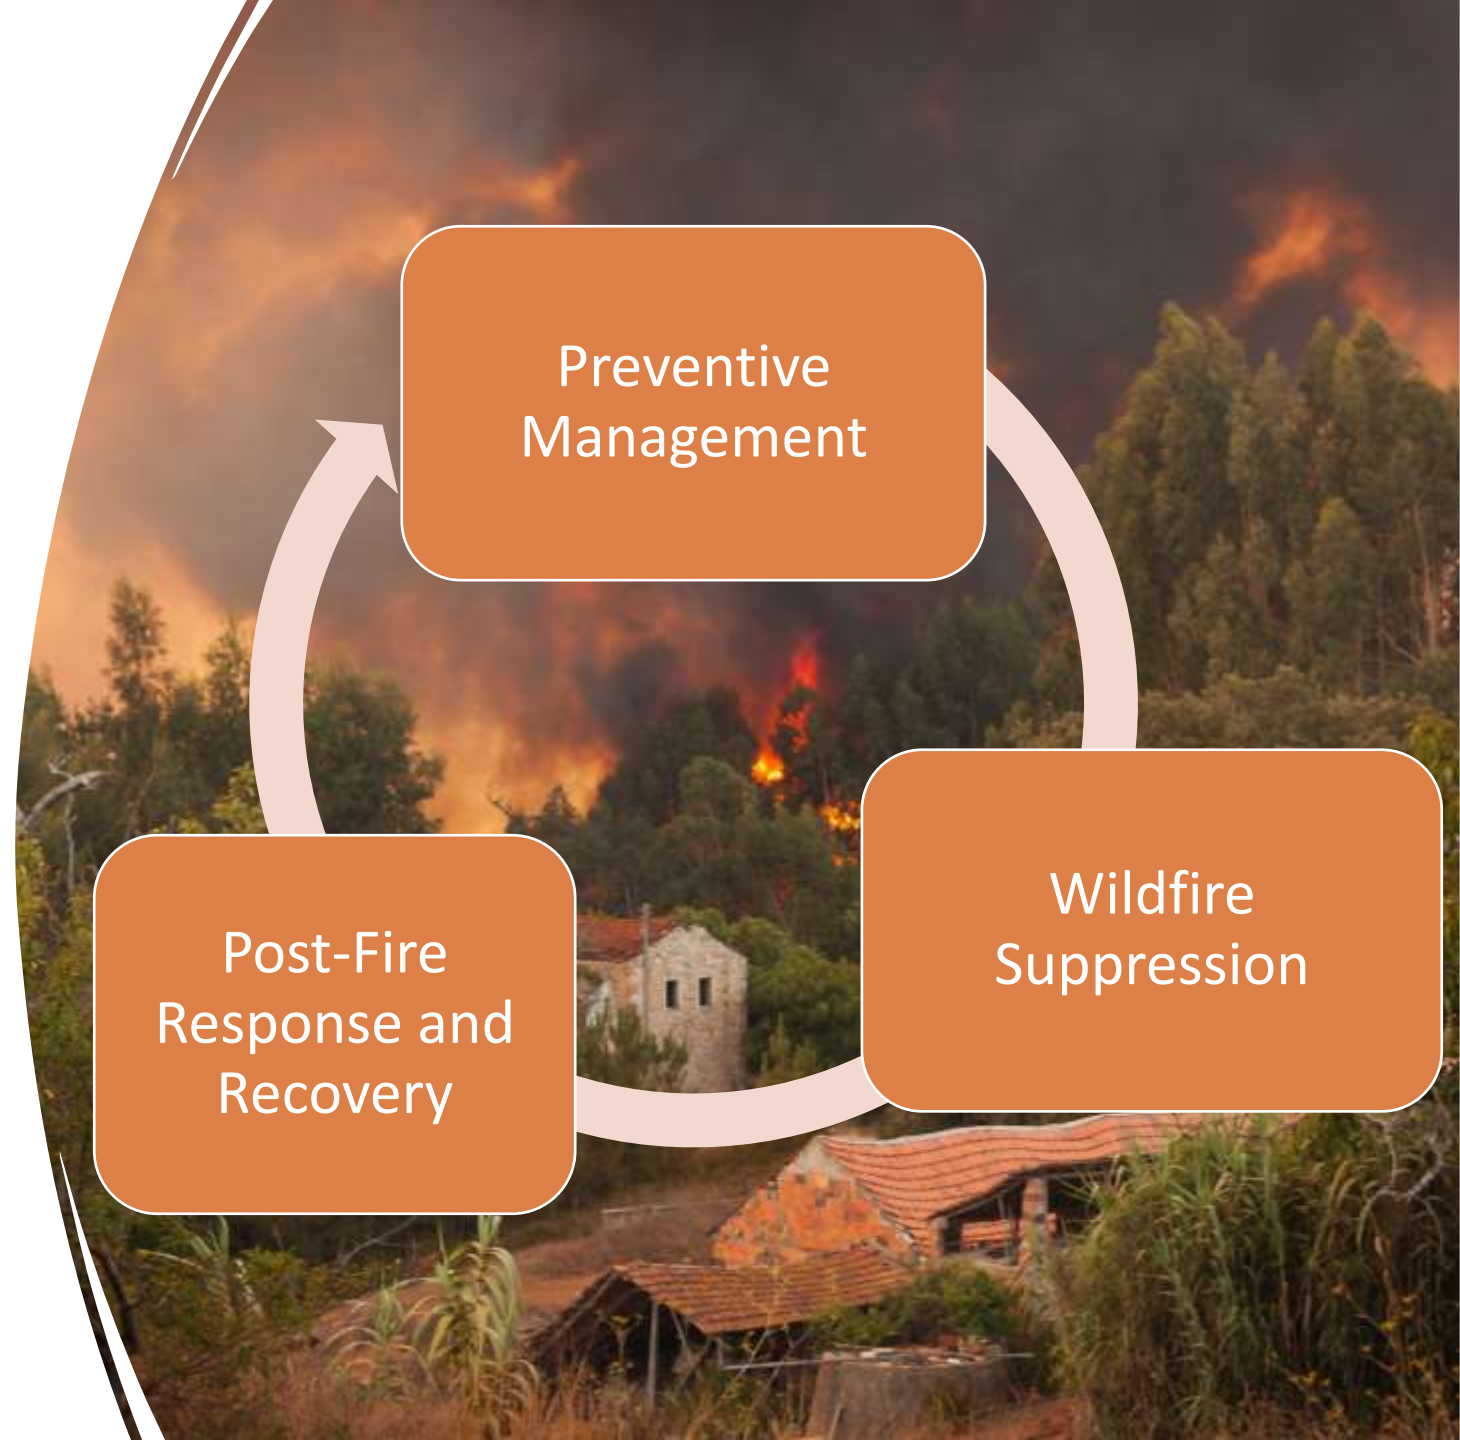 Preventive
Management
Wildfire
Suppression
Post-Fire
Response and
Recovery